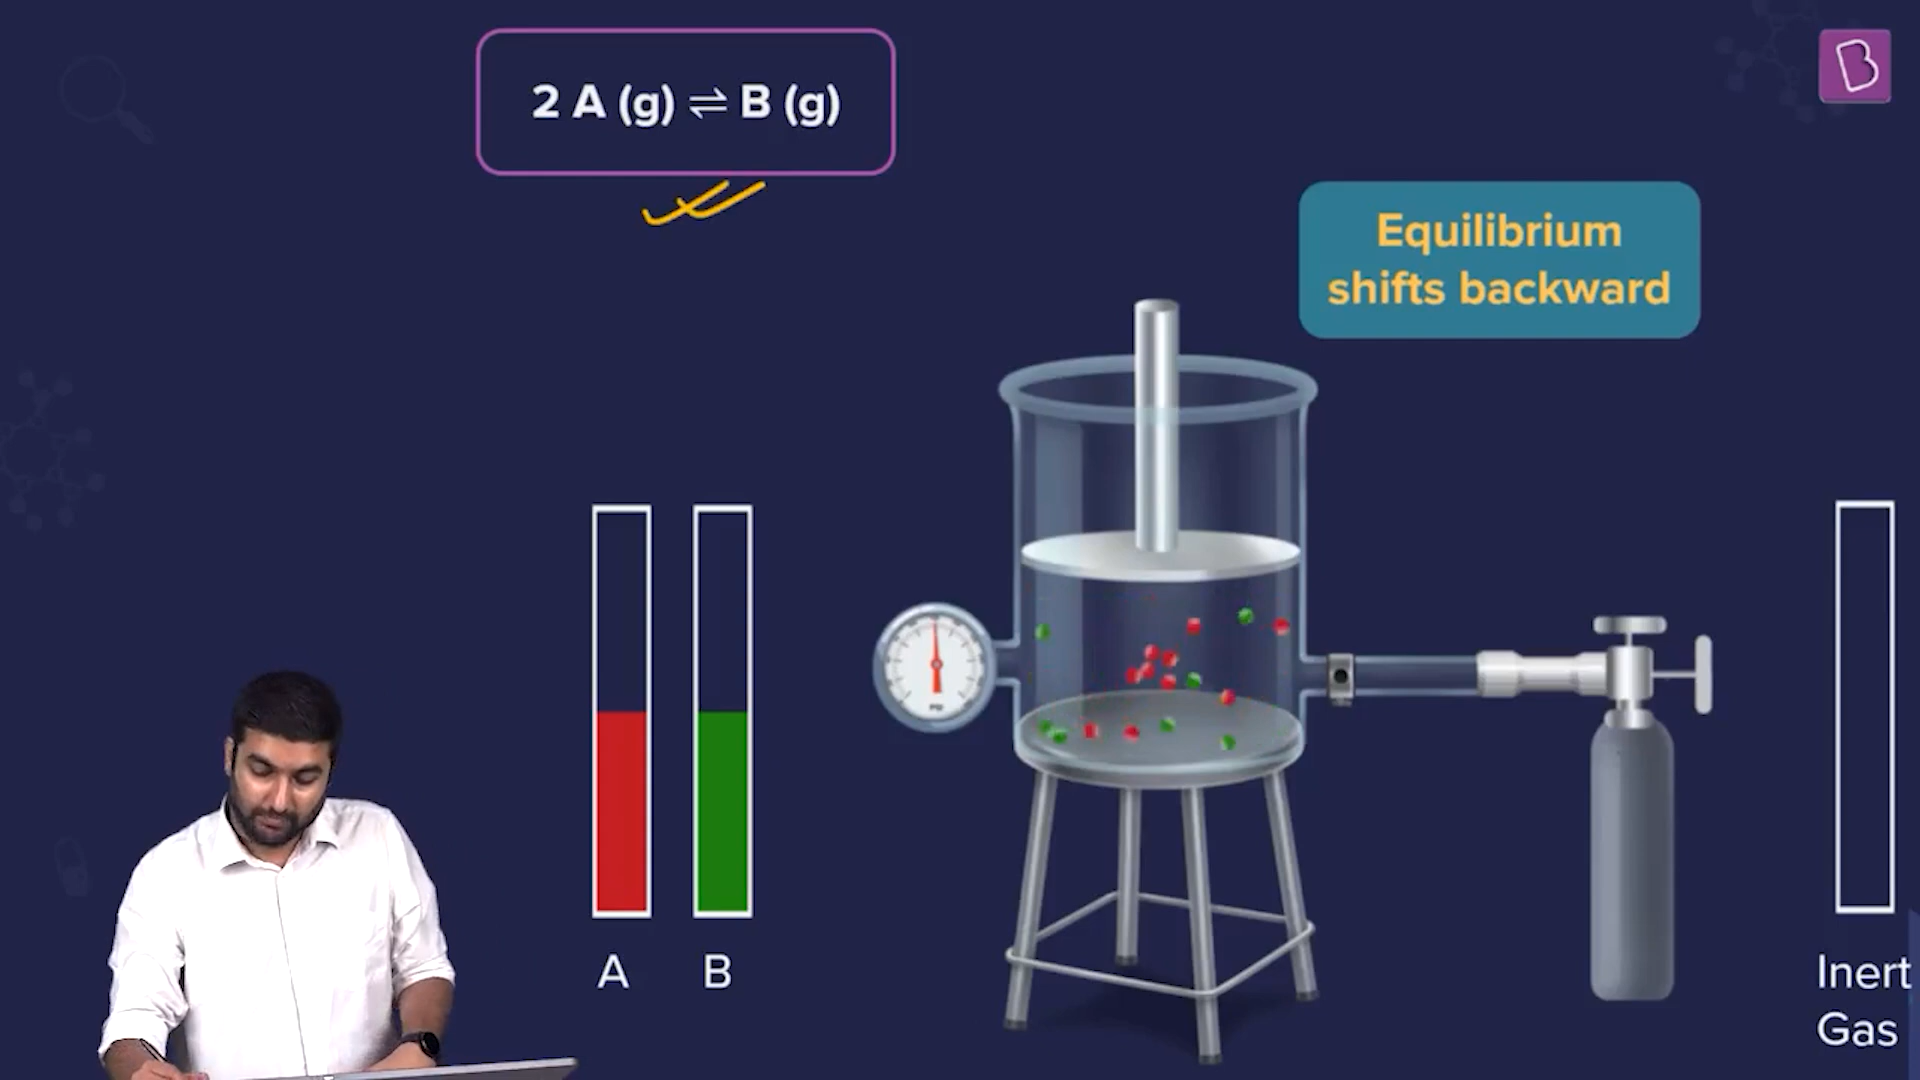 2 A (g) ⇌ B (g)
B
Equilibrium
shifts backward
A
B
Inert
Gas